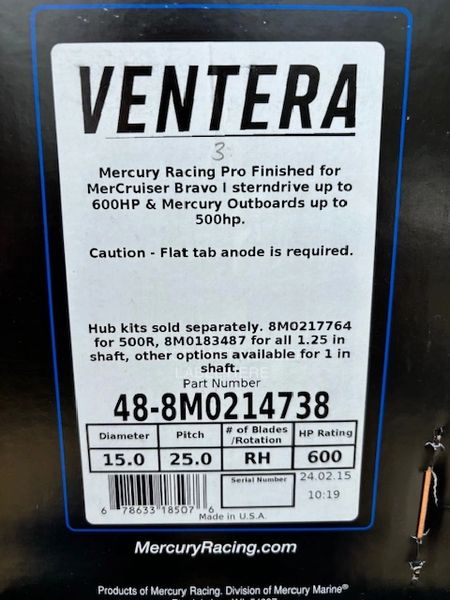 VENTERA
3
Mercury Racing Pro Finished for
MerCruiser Bravo I sterndrive up to
600HP & Mercury Outboards up to
500hp.
Caution - Flat tab anode is required.
Hub kits sold separately. 8M0217764
for 500R, 8M0183487 for all 1.25 in
shaft, other options available for 1 in
shaft.
Part Number
48-8M0214738
Diameter Pitch # of Blades /Rotation HP Rating
15.0 25.0 RH 600
Serial Number 24.02.15
10:19
6 78633 18507 6
Made in U.S.A.
MercuryRacing.com
Products of Mercury Racing. Division of Mercury Marine®